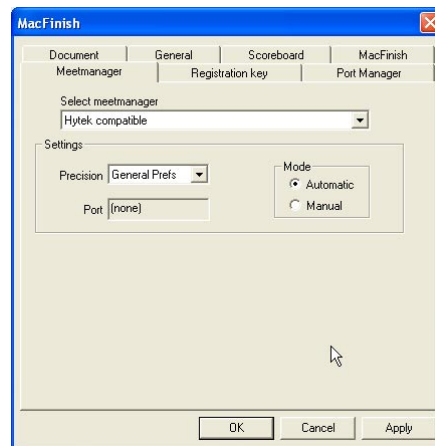 MacFinish
Document General Scoreboard MacFinish
Meetmanager Registration key Port Manager
Select meetmanager
Hytek compatible
Settings
Precision General Prefs
Mode
Automatic
Port (none)
Manual
OK Cancel Apply